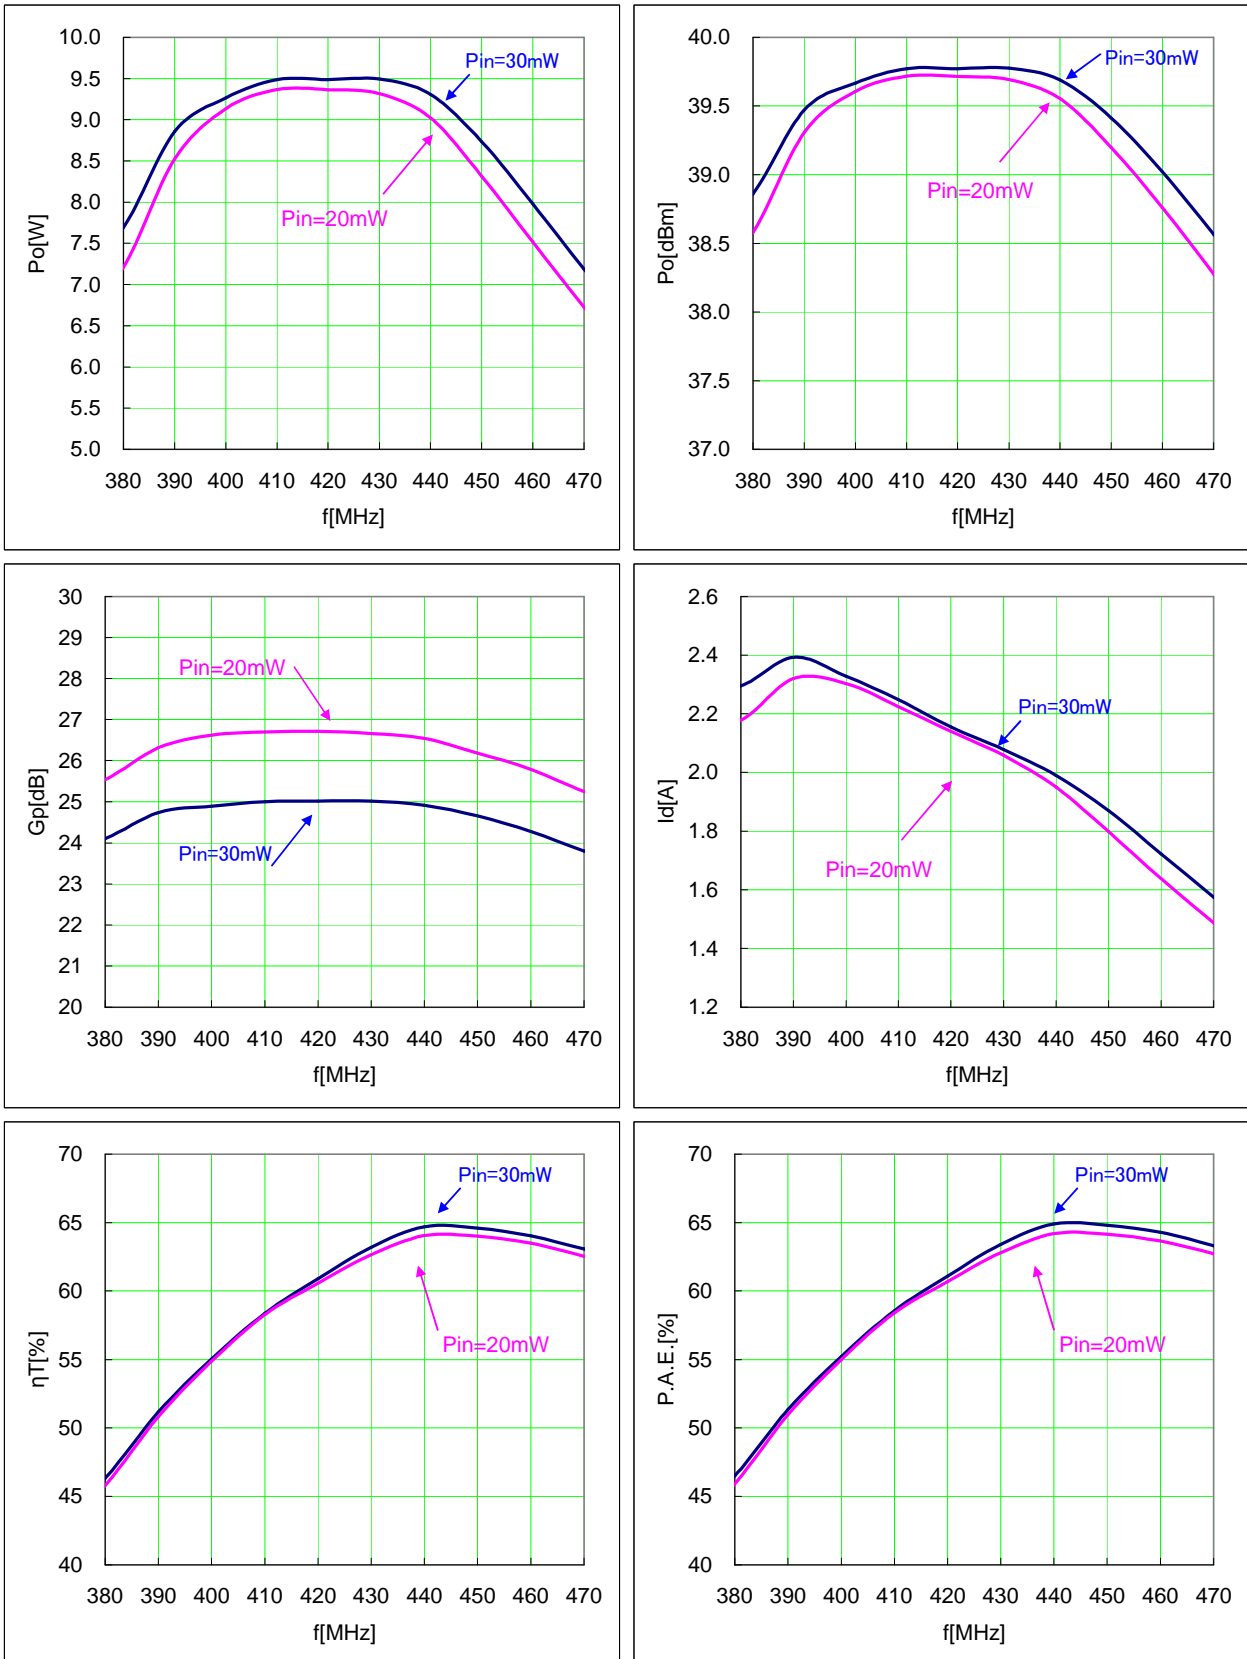 10.0
9.5
9.0
8.5
8.0
7.5
7.0
6.5
6.0
5.5
5.0
Po[W]
Pin=30mW
Pin=20mW
380 390 400 410 420 430 440 450 460 470
f[MHz]
40.0
39.5
39.0
38.5
38.0
37.5
37.0
Po[dBm]
Pin=30mW
Pin=20mW
380 390 400 410 420 430 440 450 460 470
f[MHz]
30
29
28
27
26
25
24
23
22
21
20
Gp[dB]
Pin=20mW
Pin=30mW
380 390 400 410 420 430 440 450 460 470
f[MHz]
2.6
2.4
2.2
2.0
1.8
1.6
1.4
1.2
Id[A]
Pin=30mW
Pin=20mW
380 390 400 410 420 430 440 450 460 470
f[MHz]
70
65
60
55
50
45
40
ηT[%]
Pin=30mW
Pin=20mW
380 390 400 410 420 430 440 450 460 470
f[MHz]
70
65
60
55
50
45
40
P.A.E.[%]
Pin=30mW
Pin=20mW
380 390 400 410 420 430 440 450 460 470
f[MHz]